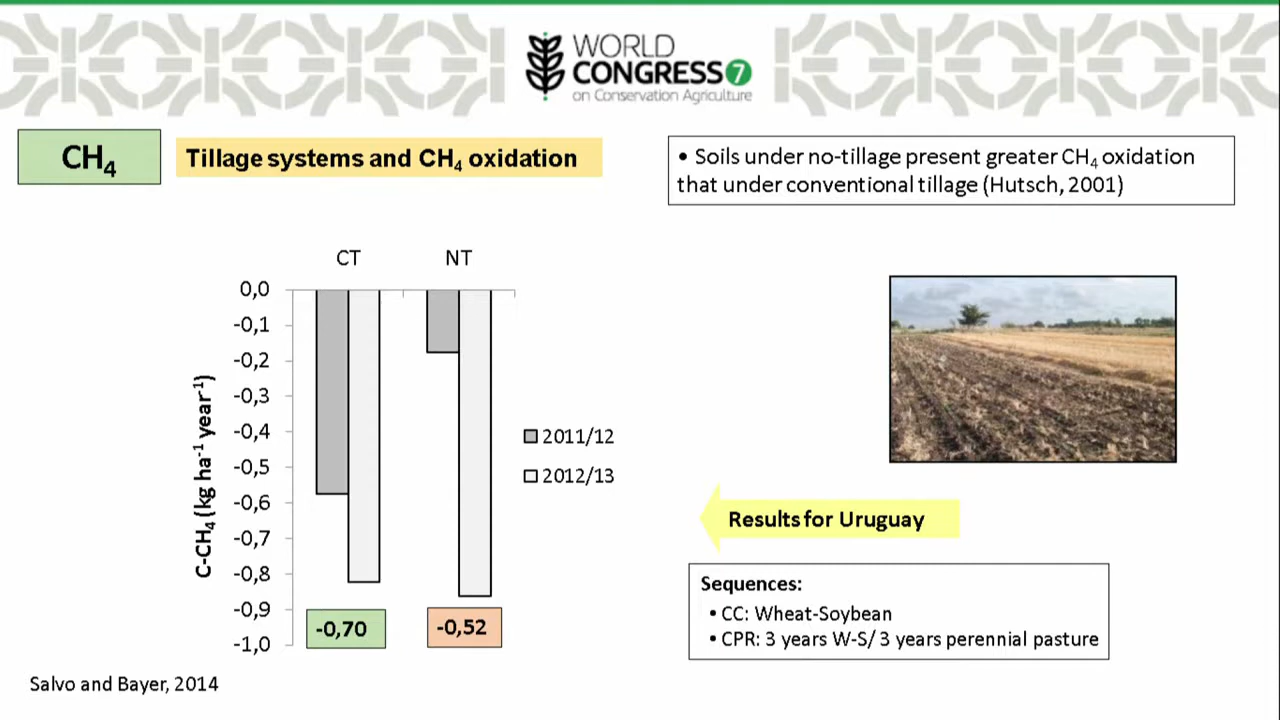 WORLD
CONGRESS 7
on Conservation Agriculture
CH₄
Tillage systems and CH₄ oxidation
• Soils under no-tillage present greater CH₄ oxidation
that under conventional tillage (Hutsch, 2001)
CT NT
0,0
-0,1
-0,2
-0,3
-0,4
-0,5
-0,6
-0,7
-0,8
-0,9
-1,0
C-CH₄ (kg ha⁻¹ year⁻¹)
2011/12
2012/13
-0,70
-0,52
Results for Uruguay
Sequences:
• CC: Wheat-Soybean
• CPR: 3 years W-S/ 3 years perennial pasture
Salvo and Bayer, 2014